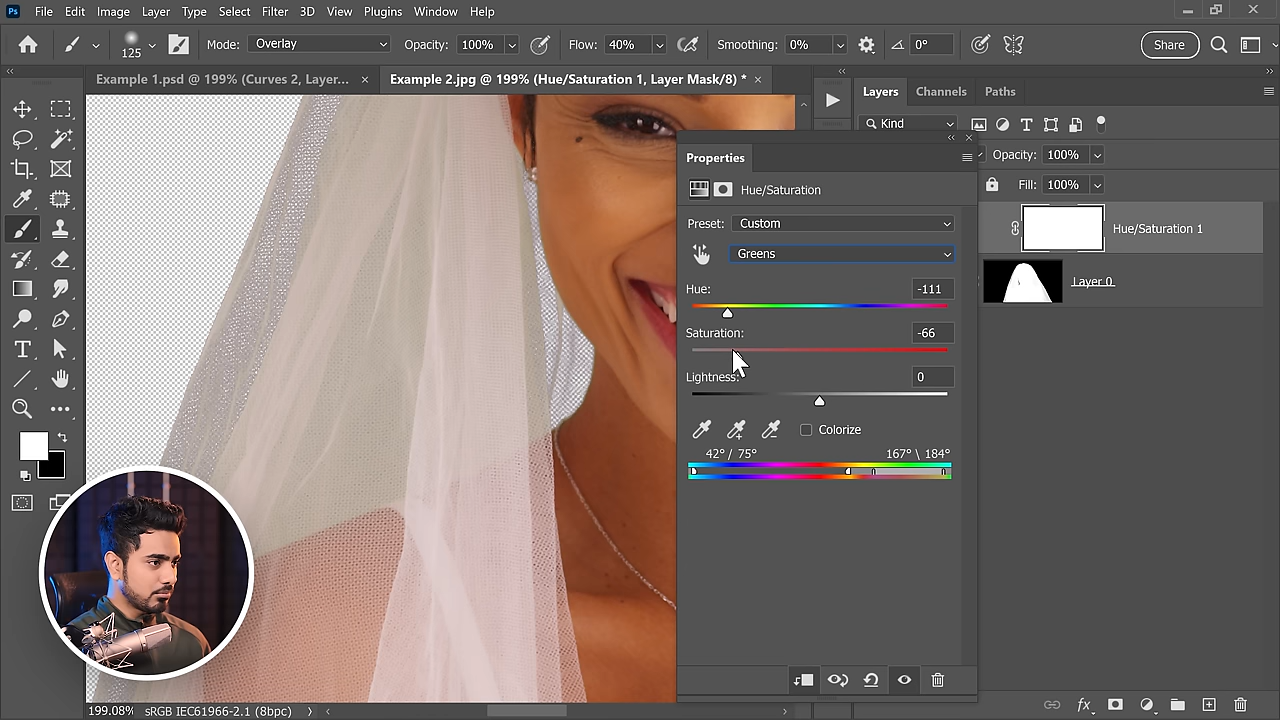 Ps File Edit Image Layer Type Select Filter 3D View Plugins Window Help
125 Mode: Overlay Opacity: 100% Flow: 40% Smoothing: 0% 0° Share
Example 1.psd @ 199% (Curves 2, Layer... × Example 2.jpg @ 199% (Hue/Saturation 1, Layer Mask/8) * ×
Layers Channels Paths
Kind
Opacity: 100%
Fill: 100%
Hue/Saturation 1
Layer 0
Properties
Hue/Saturation
Preset: Custom
Greens
Hue: -111
Saturation: -66
Lightness: 0
Colorize
42° / 75° 167° \ 184°
199.08% sRGB IEC61966-2.1 (8bpc)